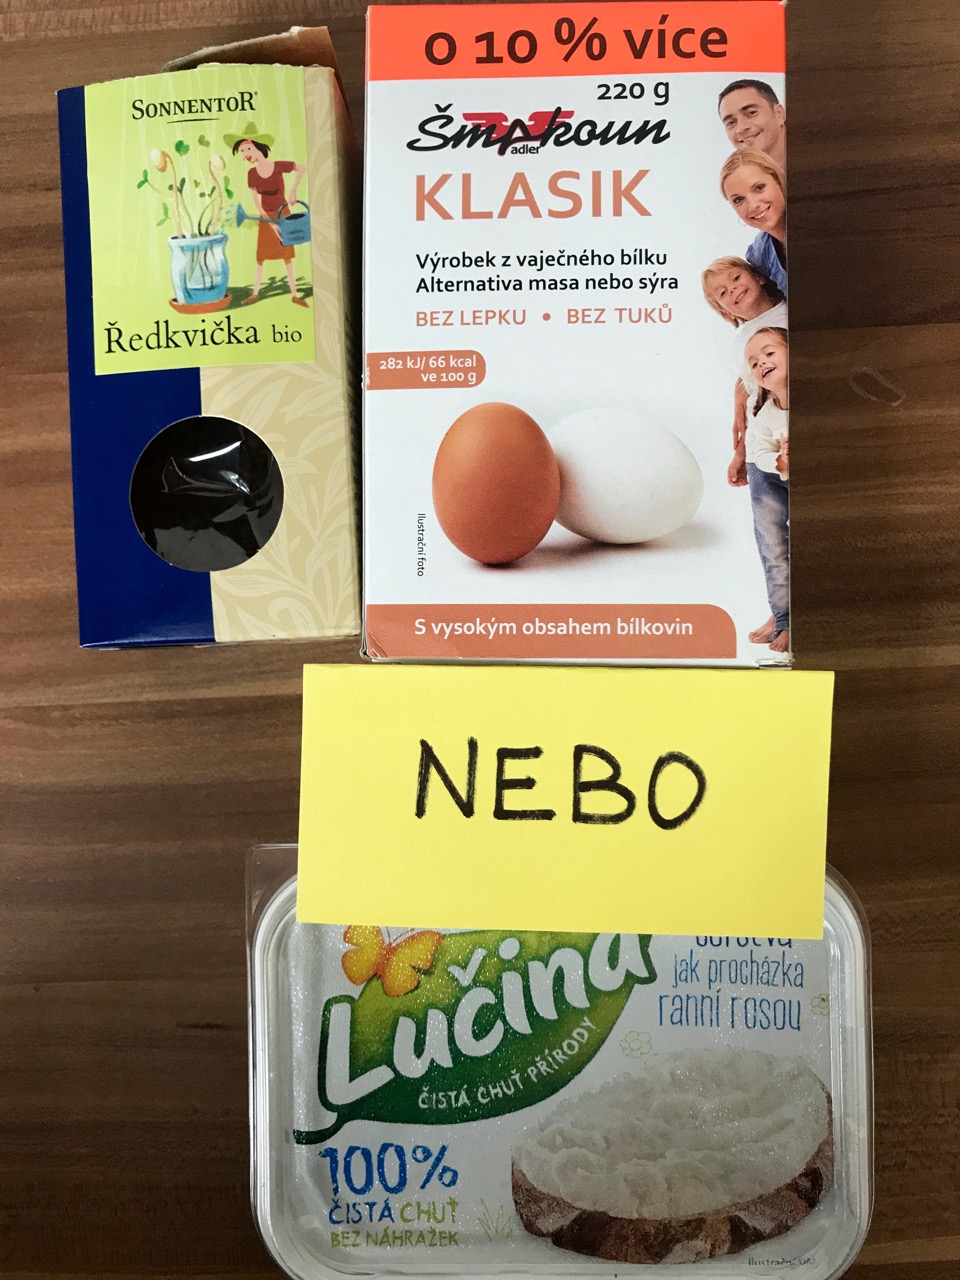 SONNENTOR®
Ředkvička bio
o 10 % více
220 g
Šmakoun
adler
KLASIK
Výrobek z vaječného bílku
Alternativa masa nebo sýra
BEZ LEPKU • BEZ TUKŮ
282 kJ/ 66 kcal
ve 100 g
Ilustrační foto
S vysokým obsahem bílkovin
NEBO
Lučina
ČISTÁ CHUŤ PŘÍRODY
jak procházka
ranní rosou
100%
ČISTÁ CHUŤ
BEZ NÁHRAŽEK